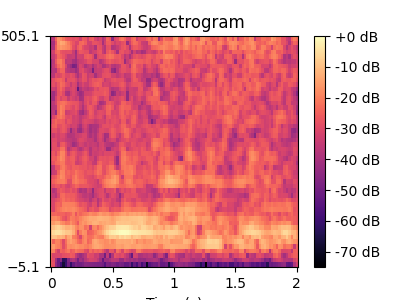 Mel Spectrogram
505.1
−5.1
0
0.5
1
1.5
2
+0 dB
-10 dB
-20 dB
-30 dB
-40 dB
-50 dB
-60 dB
-70 dB